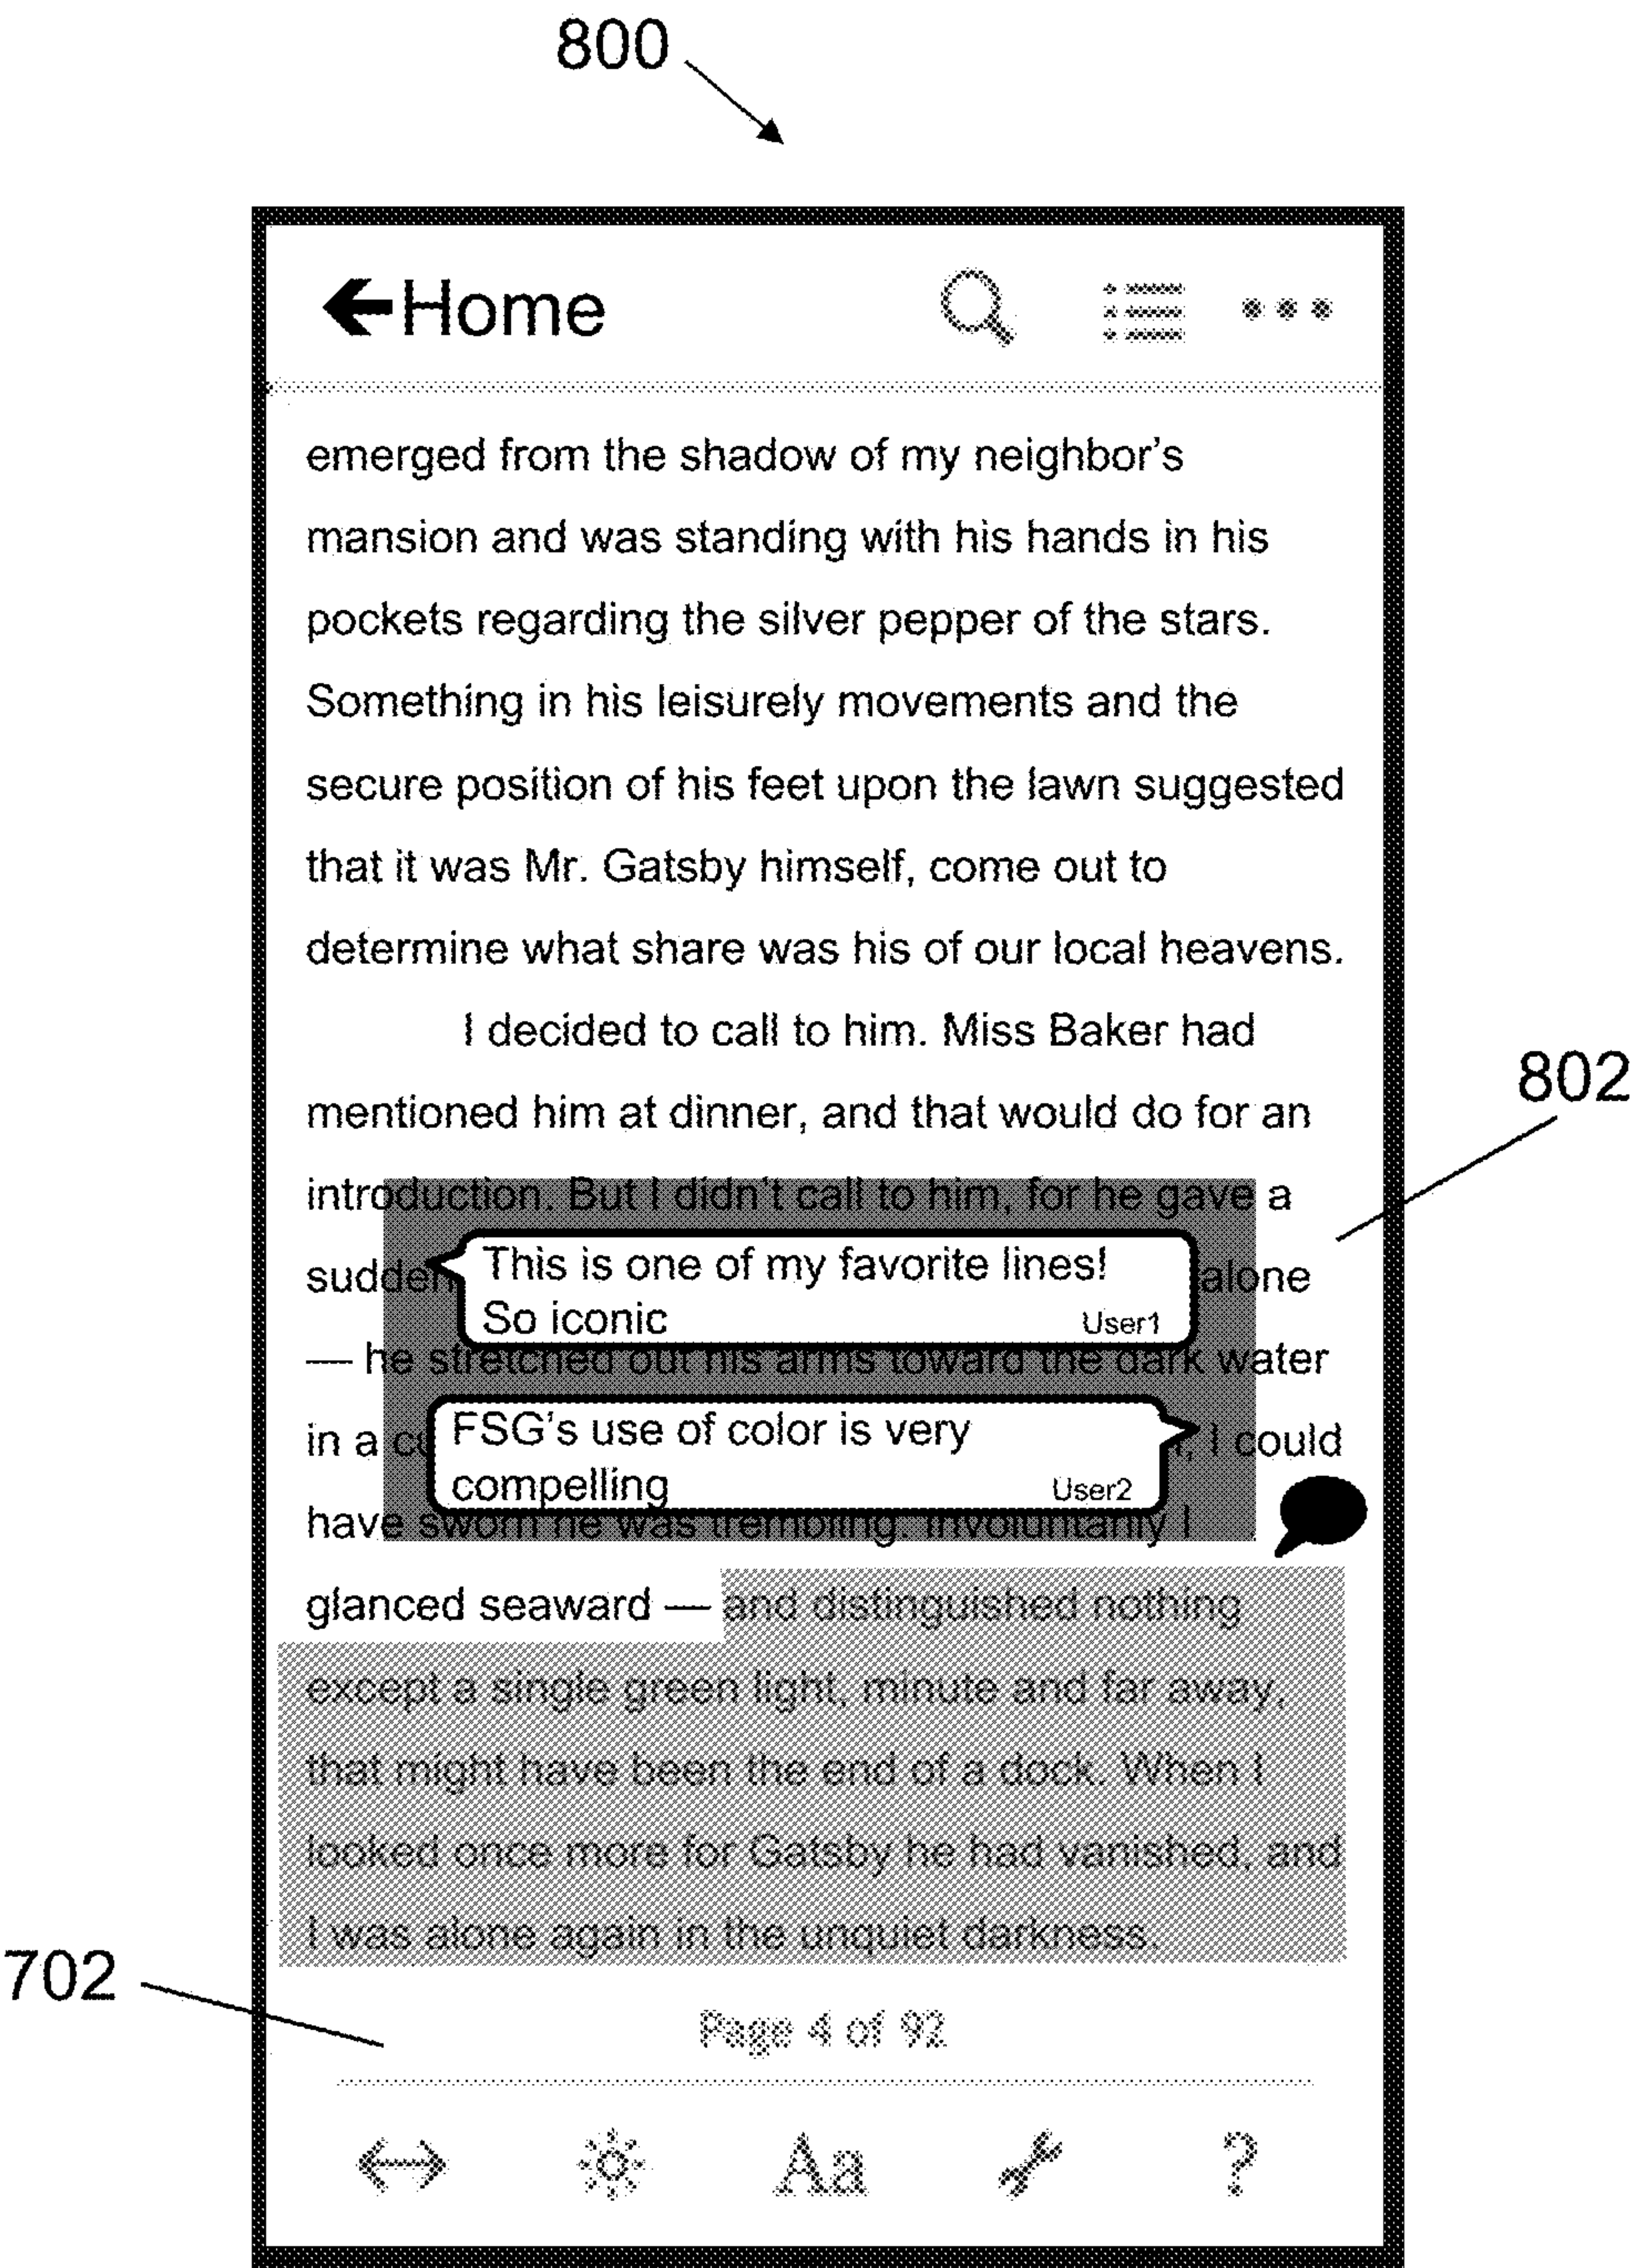 800
←Home
emerged from the shadow of my neighbor's
mansion and was standing with his hands in his
pockets regarding the silver pepper of the stars.
Something in his leisurely movements and the
secure position of his feet upon the lawn suggested
that it was Mr. Gatsby himself, come out to
determine what share was his of our local heavens.
I decided to call to him. Miss Baker had
mentioned him at dinner, and that would do for an
802
introduction. But I didn't call to him, for he gave a
sudden alone
This is one of my favorite lines!
So iconic User1
— he stretched out his arms toward the dark water
in a I could
FSG's use of color is very
compelling User2
have sworn he was trembling. Involuntarily I
glanced seaward — and distinguished nothing
except a single green light, minute and far away,
that might have been the end of a dock. When I
looked once more for Gatsby he had vanished, and
I was alone again in the unquiet darkness.
702
Page 4 of 92
Aa ?